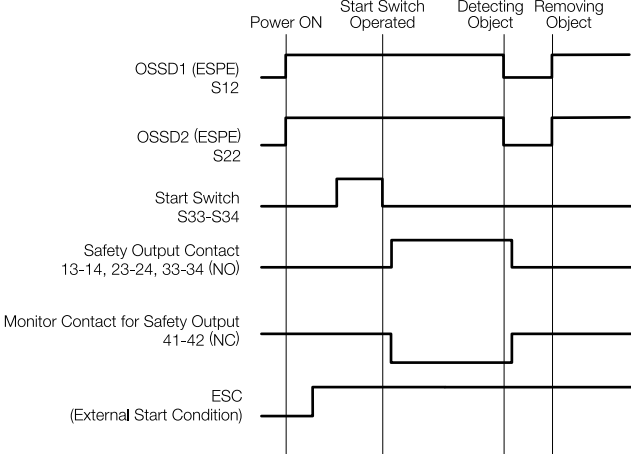 Power ON
Start Switch
Operated
Detecting
Object
Removing
Object
OSSD1 (ESPE)
S12
OSSD2 (ESPE)
S22
Start Switch
S33-S34
Safety Output Contact
13-14, 23-24, 33-34 (NO)
Monitor Contact for Safety Output
41-42 (NC)
ESC
(External Start Condition)